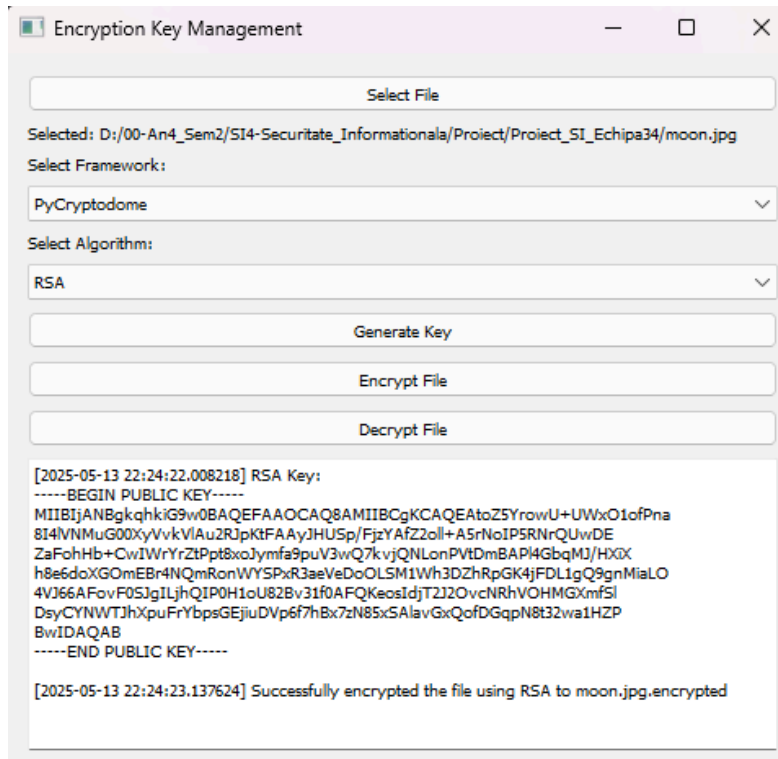 Encryption Key Management
Select File
Selected: D:/00-An4_Sem2/SI4-Securitate_Informationala/Proiect/Proiect_SI_Echipa34/moon.jpg
Select Framework:
PyCryptodome
Select Algorithm:
RSA
Generate Key
Encrypt File
Decrypt File
[2025-05-13 22:24:22.008218] RSA Key:
-----BEGIN PUBLIC KEY-----
MIIBIjANBgkqhkiG9w0BAQEFAAOCAQ8AMIIBCgKCAQEAtoZ5YrowU+UWxO1ofPna
8I4lVNMuG00XyVvkVlAu2RJpKtFAAyJHUSp/FjzYAfZ2oll+A5rNoIP5RNrQUwDE
ZaFohHb+CwIWrYrZtPpt8xoJymfa9puV3wQ7kvjQNLonPVtDmBAPl4GbqMJ/HXiX
h8e6doXGOmEBr4NQmRonWYSPxR3aeVeDoOLSM1Wh3DZhRpGK4jFDL1gQ9gnMiaLO
4VJ66AFovF0SJgILjhQIP0H1oU82Bv31f0AFQKeosIdjT2J2OvcNRhVOHMGXmfSl
DsyCYNWTJhXpuFrYbpsGEjiuDVp6f7hBx7zN85xSAlavGxQofDGqpN8t32wa1HZP
BwIDAQAB
-----END PUBLIC KEY-----
[2025-05-13 22:24:23.137624] Successfully encrypted the file using RSA to moon.jpg.encrypted